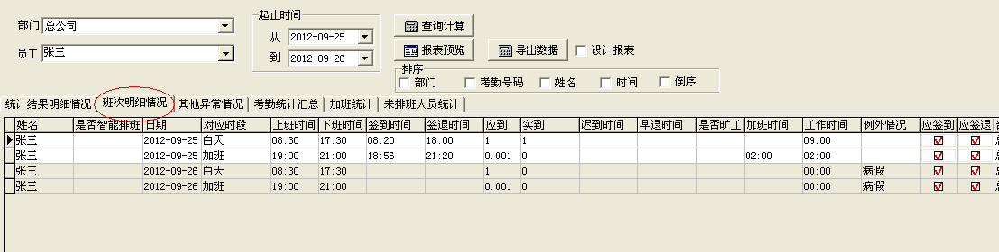 部门 总公司
员工 张三
起止时间
从 2012-09-25
到 2012-09-26
查询计算
报表预览 导出数据 设计报表
排序
部门 考勤号码 姓名 时间 倒序
统计结果明细情况 班次明细情况 其他异常情况 考勤统计汇总 加班统计 未排班人员统计
姓名 是否智能排班 日期 对应时段 上班时间 下班时间 签到时间 签退时间 应到 实到 迟到时间 早退时间 是否旷工 加班时间 工作时间 例外情况 应签到 应签退
张三 2012-09-25 白天 08:30 17:30 08:20 18:00 1 1 09:00
张三 2012-09-25 加班 19:00 21:00 18:56 21:20 0.001 0 02:00 02:00
张三 2012-09-26 白天 08:30 17:30 1 0 00:00 病假
张三 2012-09-26 加班 19:00 21:00 0.001 0 00:00 病假